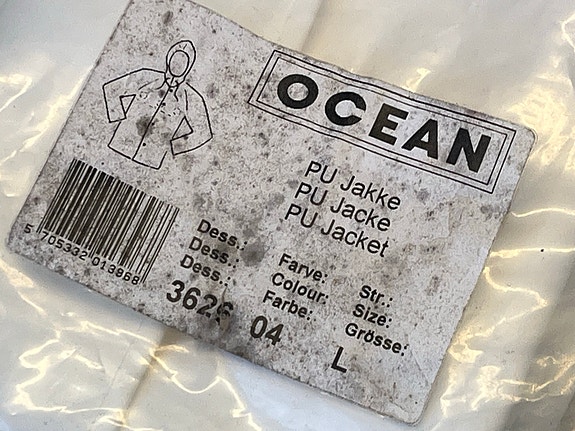 OCEAN
PU Jakke
PU Jacke
PU Jacket
Dess.: Farve: Str.:
Dess.: Colour: Size:
Dess.: Farbe: Grösse:
04 L
5 705332 013868